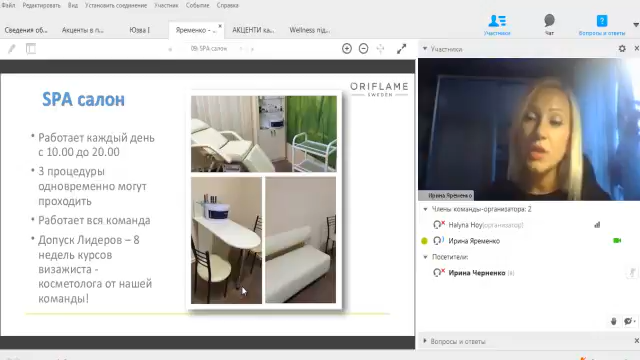 Файл Редактировать Вид Установить соединение Участник Событие Справка
Сведения об... Акценты в п... Юзва I Яременко - ... АКЦЕНТИ ка... Wellness під...
Участники Чат Вопросы и ответы
09.SPA салон
Участники
SPA салон
ORIFLAME
SWEDEN
• Работает каждый день
с 10.00 до 20.00
• 3 процедуры
одновременно могут
проходить
• Работает вся команда
• Допуск Лидеров – 8
недель курсов
визажиста -
косметолога от нашей
команды!
Ирина Яременко
Члены команды-организатора: 2
Halyna Hoy (организатор)
Ирина Яременко
Посетители:
Ирина Черненко (я)
Вопросы и ответы